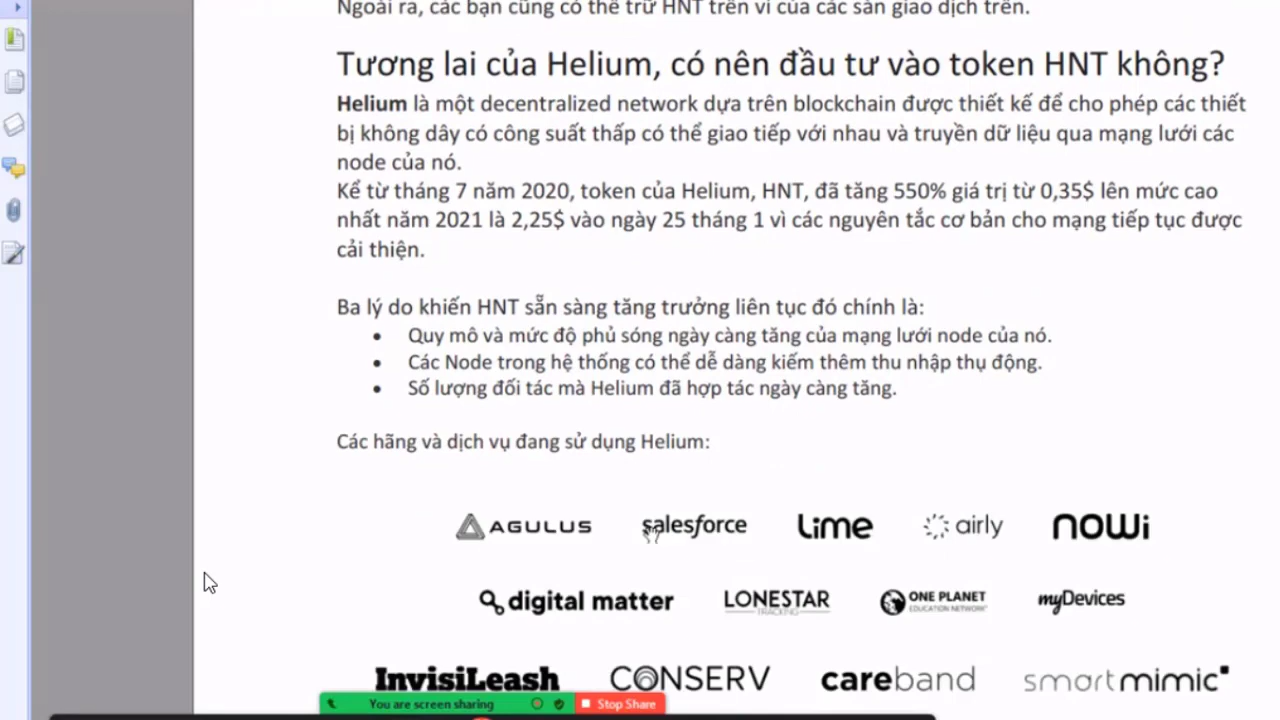 Ngoài ra, các bạn cũng có thể trữ HNT trên ví của các sàn giao dịch trên.
Tương lai của Helium, có nên đầu tư vào token HNT không?
Helium là một decentralized network dựa trên blockchain được thiết kế để cho phép các thiết
bị không dây có công suất thấp có thể giao tiếp với nhau và truyền dữ liệu qua mạng lưới các
node của nó.
Kể từ tháng 7 năm 2020, token của Helium, HNT, đã tăng 550% giá trị từ 0,35$ lên mức cao
nhất năm 2021 là 2,25$ vào ngày 25 tháng 1 vì các nguyên tắc cơ bản cho mạng tiếp tục được
cải thiện.
Ba lý do khiến HNT sẵn sàng tăng trưởng liên tục đó chính là:
• Quy mô và mức độ phủ sóng ngày càng tăng của mạng lưới node của nó.
• Các Node trong hệ thống có thể dễ dàng kiếm thêm thu nhập thụ động.
• Số lượng đối tác mà Helium đã hợp tác ngày càng tăng.
Các hãng và dịch vụ đang sử dụng Helium:
AGULUS salesforce Lime airly nowi
digital matter LONESTAR TRACKING ONE PLANET EDUCATION NETWORK myDevices
InvisiLeash CONSERV careband smartmimic
You are screen sharing Stop Share